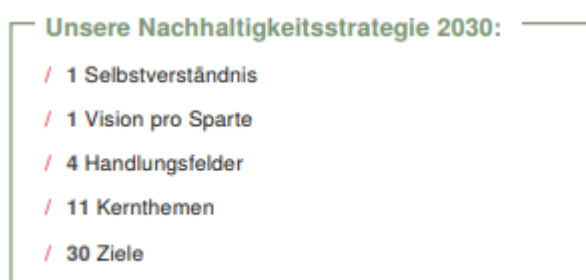 Unsere Nachhaltigkeitsstrategie 2030:
/ 1 Selbstverständnis
/ 1 Vision pro Sparte
/ 4 Handlungsfelder
/ 11 Kernthemen
/ 30 Ziele